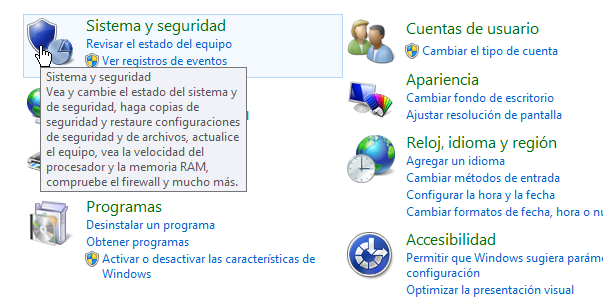 Sistema y seguridad
Revisar el estado del equipo
Ver registros de eventos
Sistema y seguridad
Vea y cambie el estado del sistema y
de seguridad, haga copias de
seguridad y restaure configuraciones
de seguridad y de archivos, actualice
el equipo, vea la velocidad del
procesador y la memoria RAM,
compruebe el firewall y mucho más.
Programas
Desinstalar un programa
Obtener programas
Activar o desactivar las características de
Windows
Cuentas de usuario
Cambiar el tipo de cuenta
Apariencia
Cambiar fondo de escritorio
Ajustar resolución de pantalla
Reloj, idioma y región
Agregar un idioma
Cambiar métodos de entrada
Configurar la hora y la fecha
Cambiar formatos de fecha, hora o
Accesibilidad
Permitir que Windows sugiera
configuración
Optimizar la presentación visual